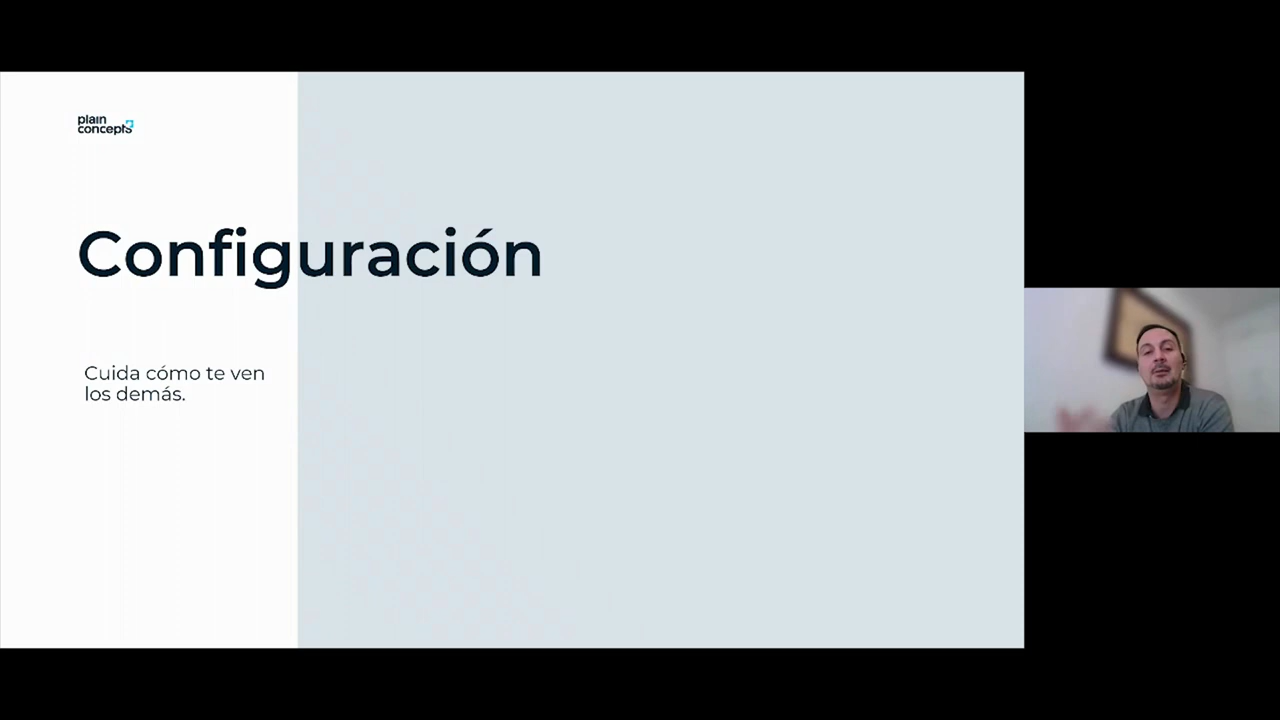 plain
concepts
Configuración
Cuida cómo te ven
los demás.